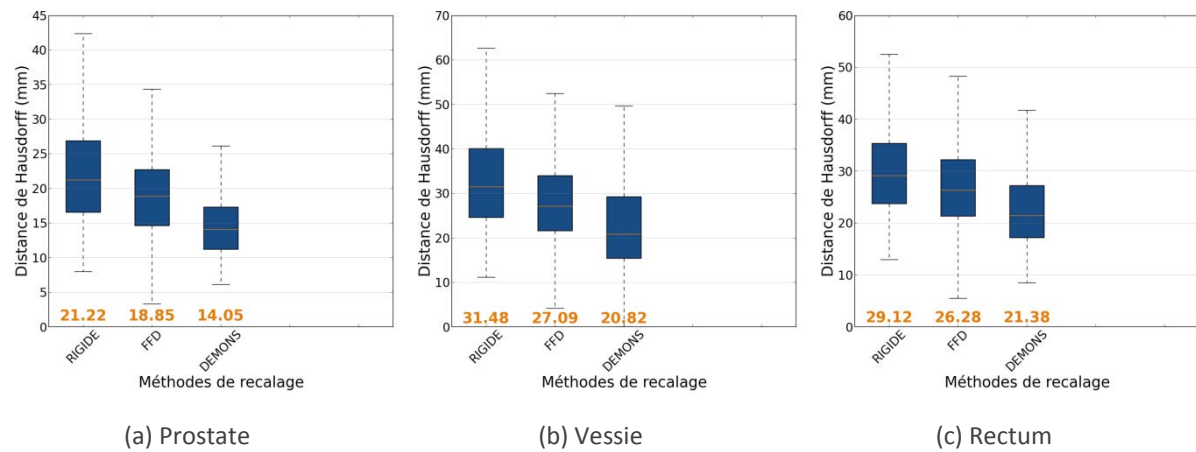 45
40
35
30
25
20
15
10
5
0
Distance de Hausdorff (mm)
21.22 18.85 14.05
RIGIDE FFD DEMONS
Méthodes de recalage
(a) Prostate
70
60
50
40
30
20
10
0
Distance de Hausdorff (mm)
31.48 27.09 20.82
RIGIDE FFD DEMONS
Méthodes de recalage
(b) Vessie
60
50
40
30
20
10
0
Distance de Hausdorff (mm)
29.12 26.28 21.38
RIGIDE FFD DEMONS
Méthodes de recalage
(c) Rectum